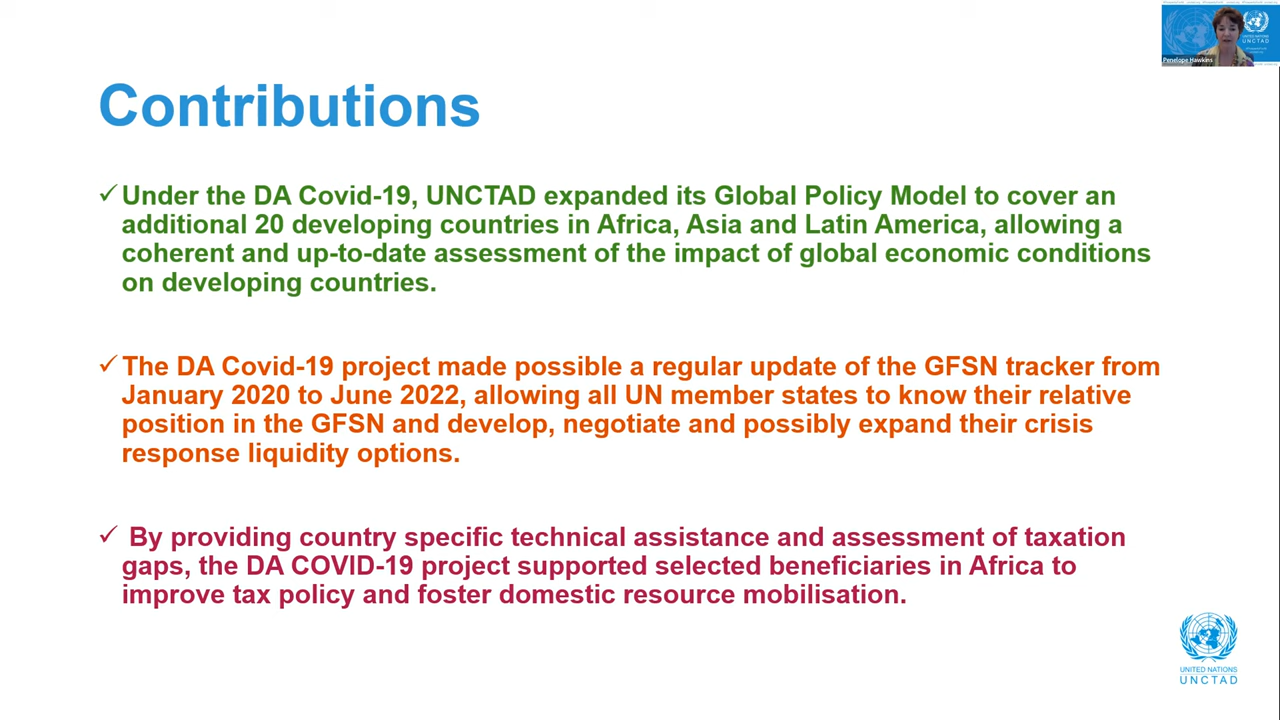 UNITED NATIONS
UNCTAD
Penelope Hawkins
Contributions
✓ Under the DA Covid-19, UNCTAD expanded its Global Policy Model to cover an
additional 20 developing countries in Africa, Asia and Latin America, allowing a
coherent and up-to-date assessment of the impact of global economic conditions
on developing countries.
✓ The DA Covid-19 project made possible a regular update of the GFSN tracker from
January 2020 to June 2022, allowing all UN member states to know their relative
position in the GFSN and develop, negotiate and possibly expand their crisis
response liquidity options.
✓ By providing country specific technical assistance and assessment of taxation
gaps, the DA COVID-19 project supported selected beneficiaries in Africa to
improve tax policy and foster domestic resource mobilisation.
UNITED NATIONS
UNCTAD